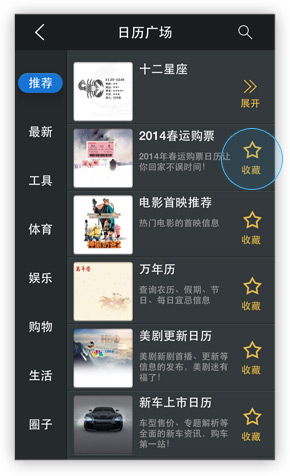 日历广场
推荐
最新
工具
体育
娱乐
购物
生活
圈子
十二星座
展开
2014春运购票
2014年春运购票日历让
你回家不误时间！
收藏
电影首映推荐
热门电影的首映信息
收藏
万年历
查询农历、假期、节
日、每日宜忌信息
收藏
美剧更新日历
美剧新剧首播、更新等
信息的发布，美剧迷有
福了！
收藏
新车上市日历
车型售价、专题解析等
全面的新车资讯，购车
第一站！
收藏